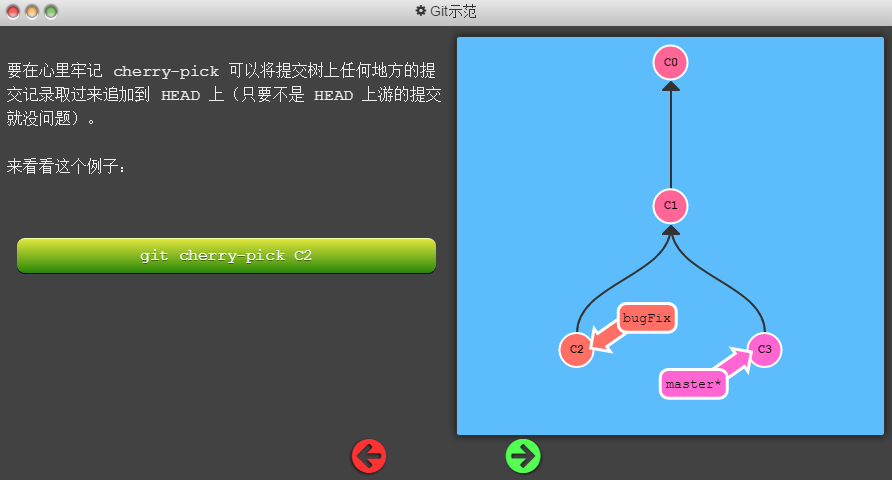 Git示范
要在心里牢记 cherry-pick 可以将提交树上任何地方的提
交记录取过来追加到 HEAD 上（只要不是 HEAD 上游的提交
就没问题）。
来看看这个例子：
git cherry-pick C2
C0
C1
bugFix
C2
C3
master*